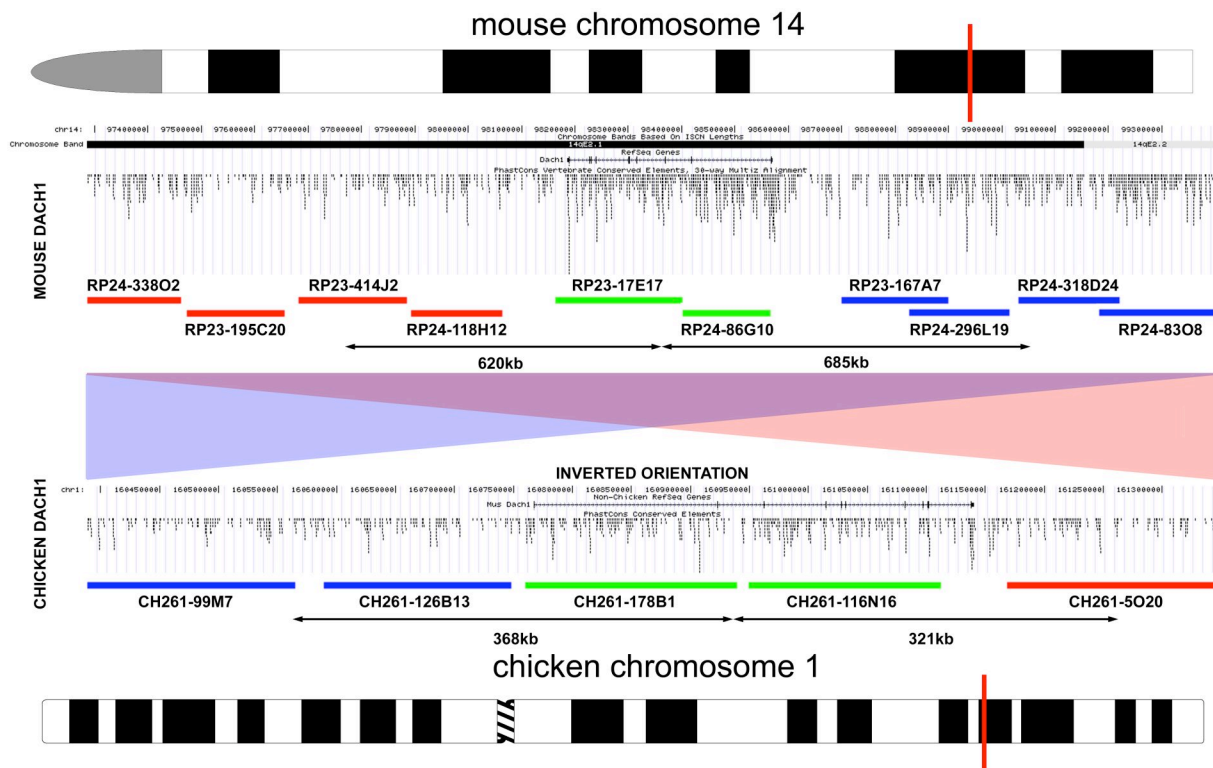 mouse chromosome 14
chr14: 97400000 97500000 97600000 97700000 97800000 97900000 98000000 98100000 98200000 98300000 98400000 98500000 98600000 98700000 98800000 98900000 99000000 99100000 99200000 99300000
Chromosome Bands Based On ISCN Lengths
Chromosome Band 14qE2.1 14qE2.2
RefSeq Genes
Dach1
PhastCons Vertebrate Conserved Elements, 30-way Multiz Alignment
MOUSE DACH1
RP24-338O2 RP23-414J2 RP23-17E17 RP23-167A7 RP24-318D24
RP23-195C20 RP24-118H12 RP24-86G10 RP24-296L19 RP24-83O8
620kb 685kb
INVERTED ORIENTATION
chr1: 160450000 160500000 160550000 160600000 160650000 160700000 160750000 160800000 160850000 160900000 160950000 161000000 161050000 161100000 161150000 161200000 161250000 161300000
Non-Chicken RefSeq Genes
Mus Dach1
PhastCons Conserved Elements
CHICKEN DACH1
CH261-99M7 CH261-126B13 CH261-178B1 CH261-116N16 CH261-5O20
368kb 321kb
chicken chromosome 1